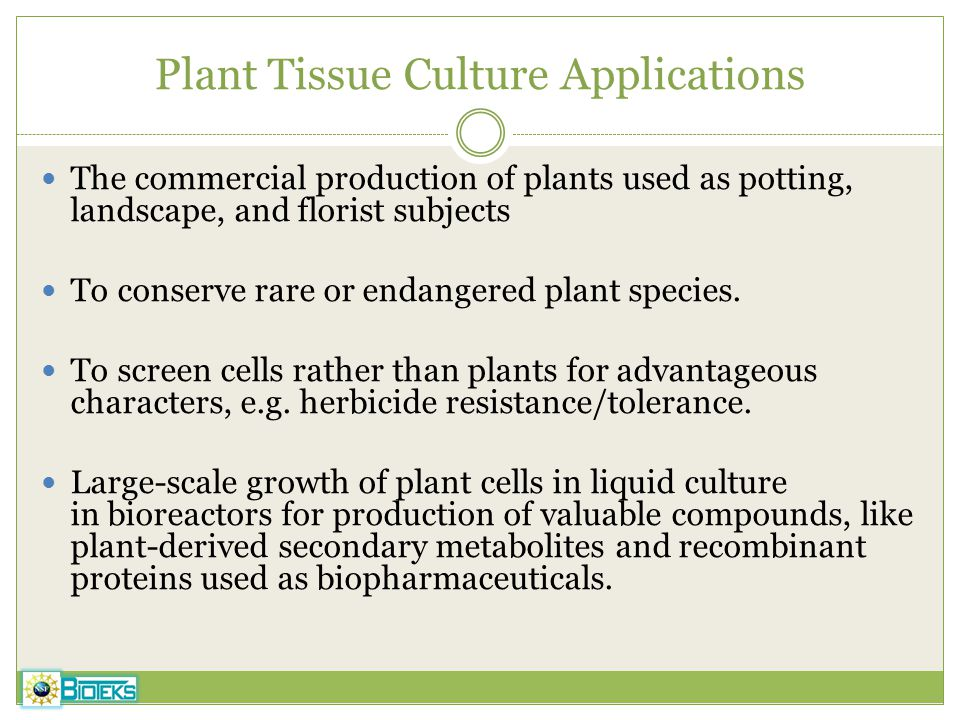 Plant Tissue Culture Applications
The commercial production of plants used as potting,
landscape, and florist subjects
To conserve rare or endangered plant species.
To screen cells rather than plants for advantageous
characters, e.g. herbicide resistance/tolerance.
Large-scale growth of plant cells in liquid culture
in bioreactors for production of valuable compounds, like
plant-derived secondary metabolites and recombinant
proteins used as biopharmaceuticals.
NSF BIOTEKS